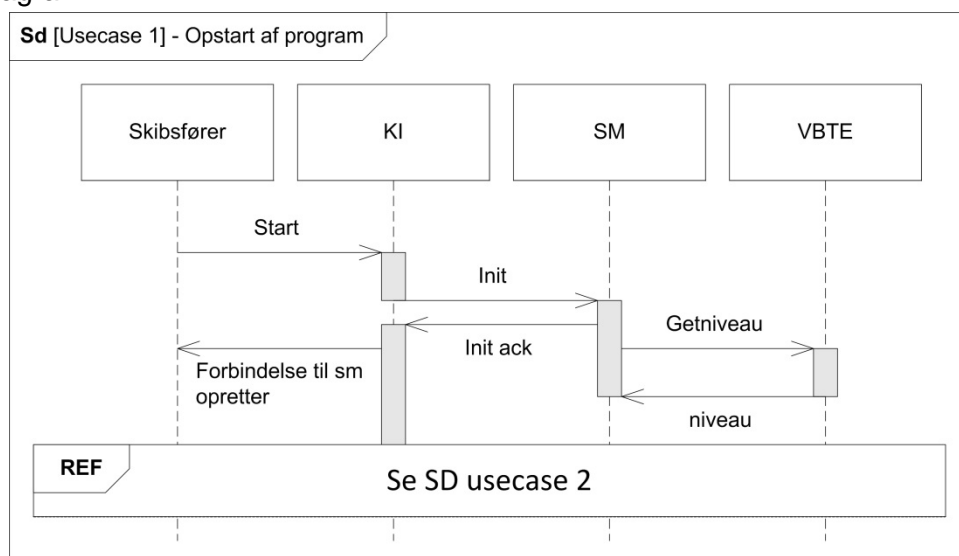 Sd [Usecase 1] - Opstart af program
Skibsfører
KI
SM
VBTE
Start
Init
Getniveau
Init ack
Forbindelse til sm
opretter
niveau
REF
Se SD usecase 2